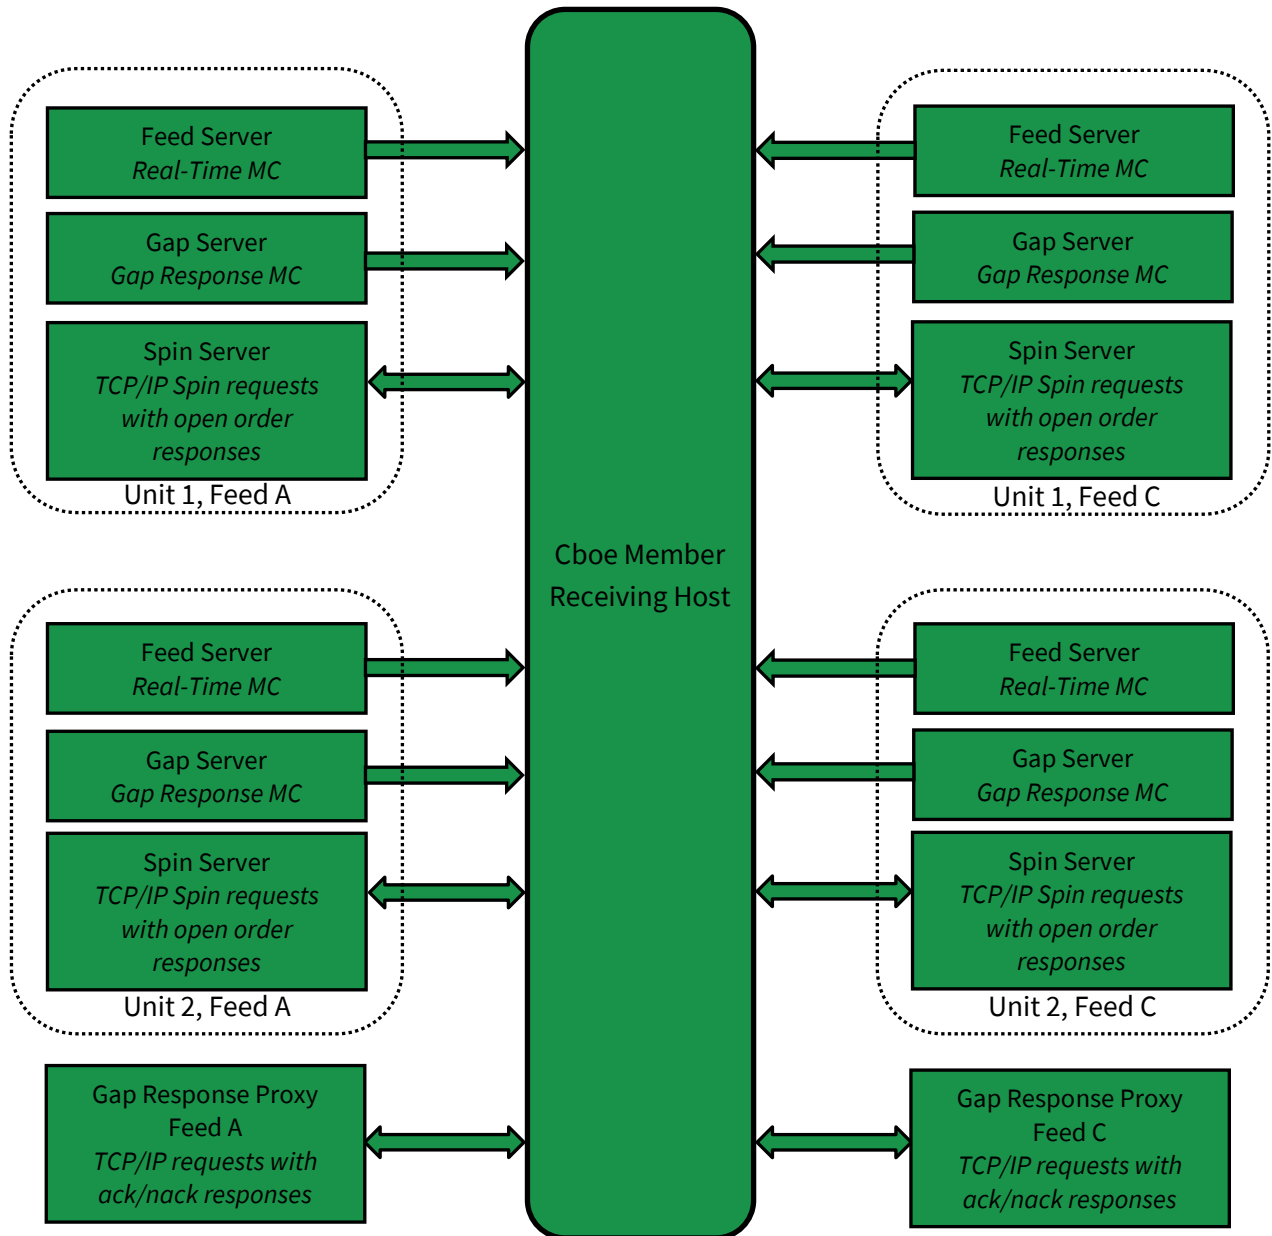 Feed Server
Real-Time MC
Gap Server
Gap Response MC
Spin Server
TCP/IP Spin requests
with open order
responses
Unit 1, Feed A
Feed Server
Real-Time MC
Gap Server
Gap Response MC
Spin Server
TCP/IP Spin requests
with open order
responses
Unit 2, Feed A
Gap Response Proxy
Feed A
TCP/IP requests with
ack/nack responses
Cboe Member
Receiving Host
Feed Server
Real-Time MC
Gap Server
Gap Response MC
Spin Server
TCP/IP Spin requests
with open order
responses
Unit 1, Feed C
Feed Server
Real-Time MC
Gap Server
Gap Response MC
Spin Server
TCP/IP Spin requests
with open order
responses
Unit 2, Feed C
Gap Response Proxy
Feed C
TCP/IP requests with
ack/nack responses